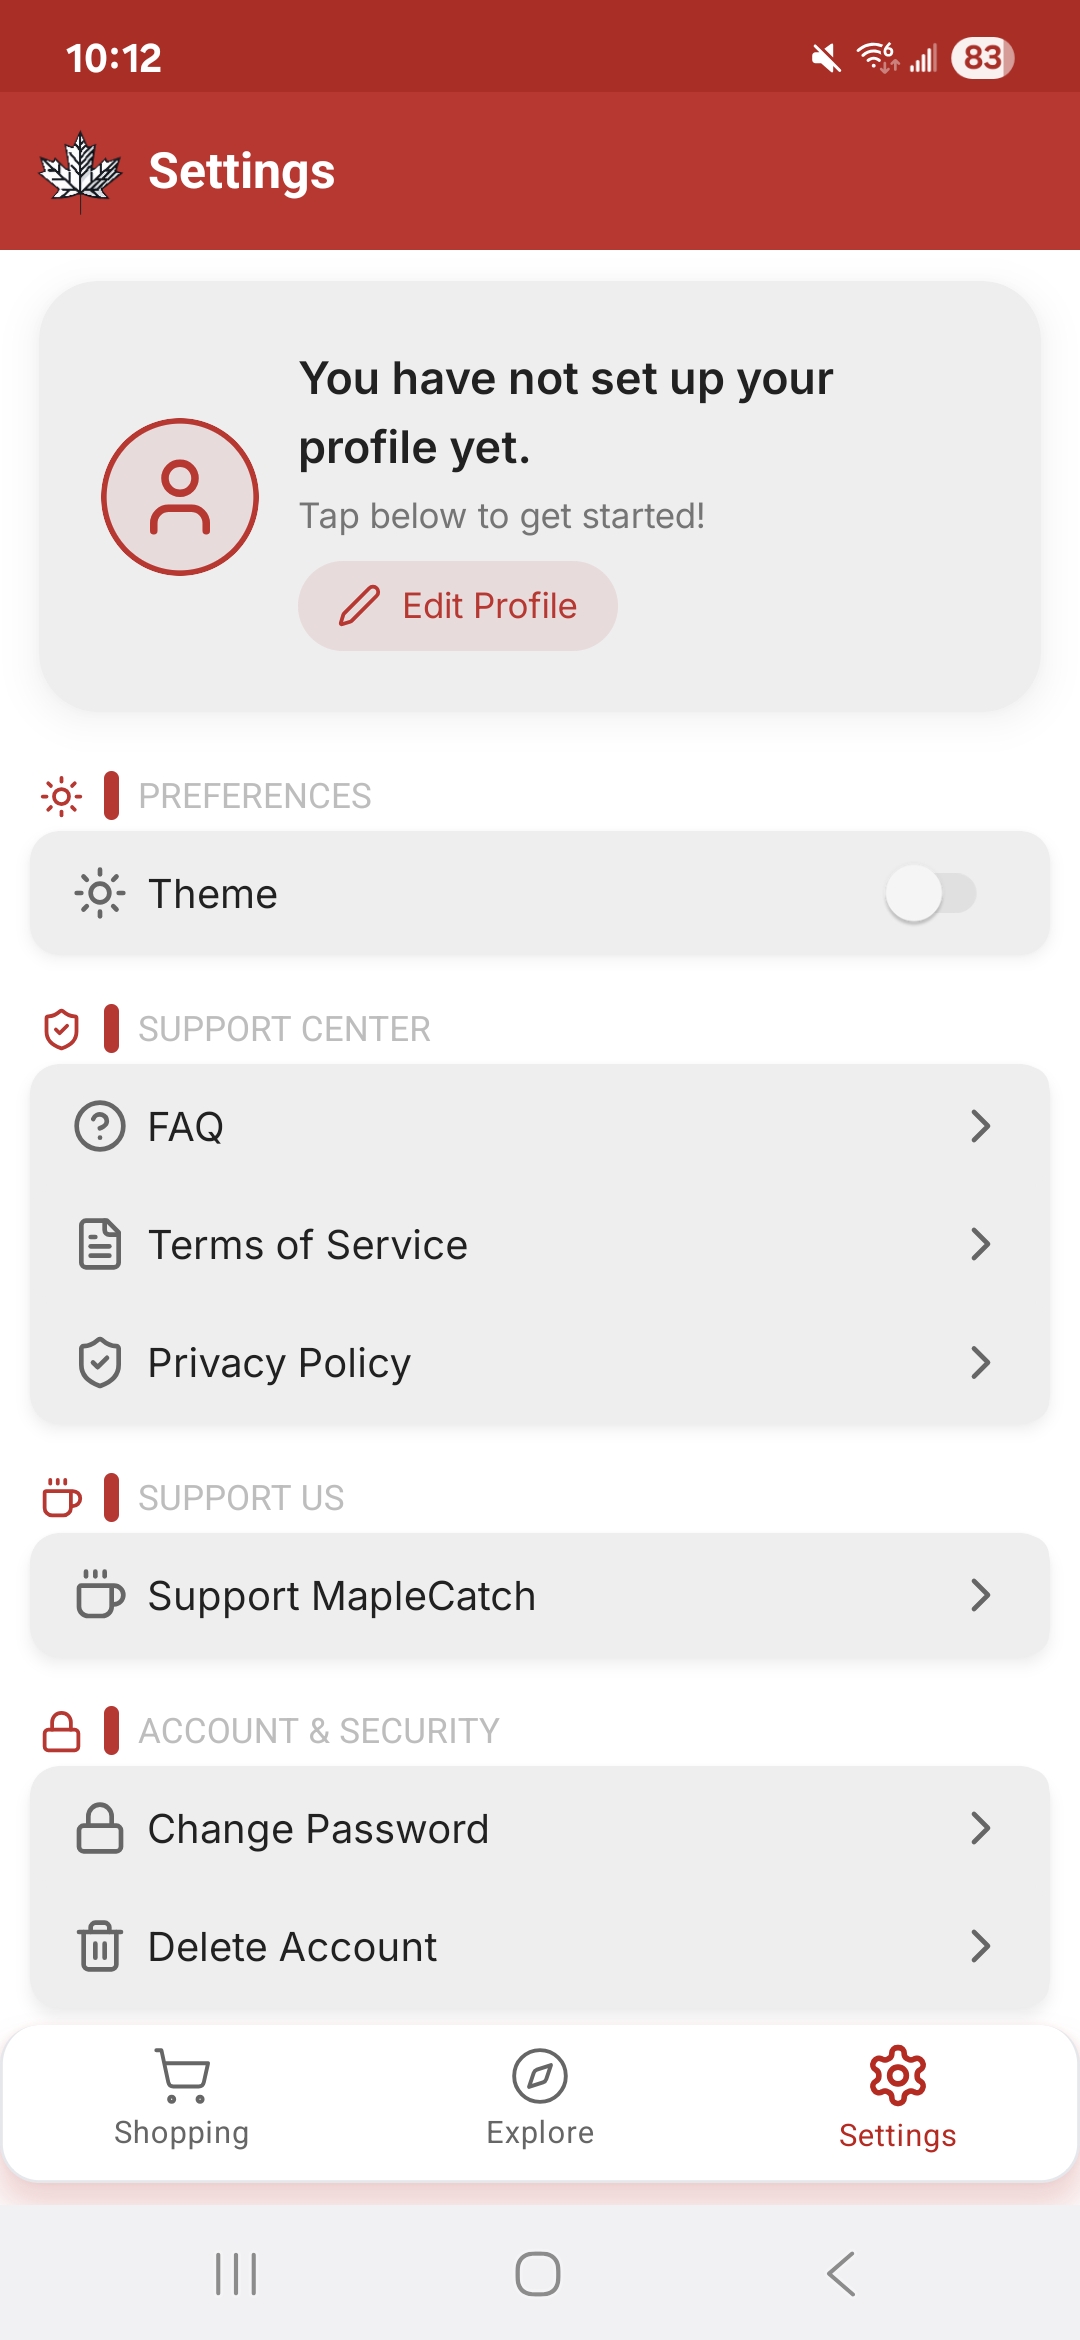 10:12
6
83
Settings
You have not set up your
profile yet.
Tap below to get started!
Edit Profile
PREFERENCES
Theme
SUPPORT CENTER
FAQ
Terms of Service
Privacy Policy
SUPPORT US
Support MapleCatch
ACCOUNT & SECURITY
Change Password
Delete Account
Shopping
Explore
Settings